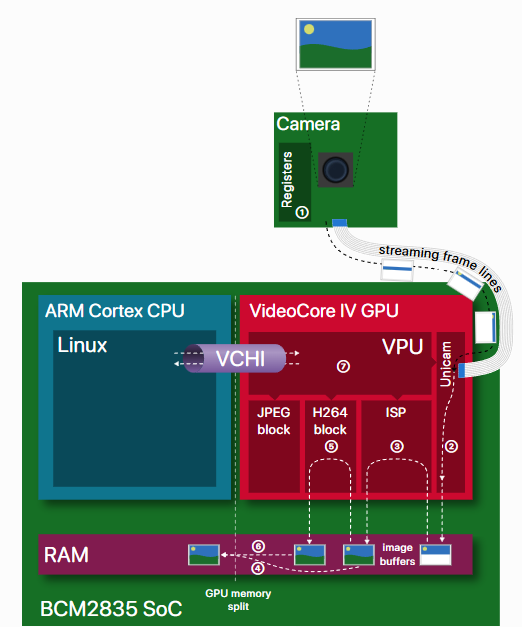 Camera
Registers
①
streaming frame lines
ARM Cortex CPU
VideoCore IV GPU
Linux
VCHI
VPU
⑦
Unicam
JPEG
block
H264
block
⑤
ISP
③
②
RAM
⑥
④
Image
buffers
GPU memory
split
BCM2835 SoC